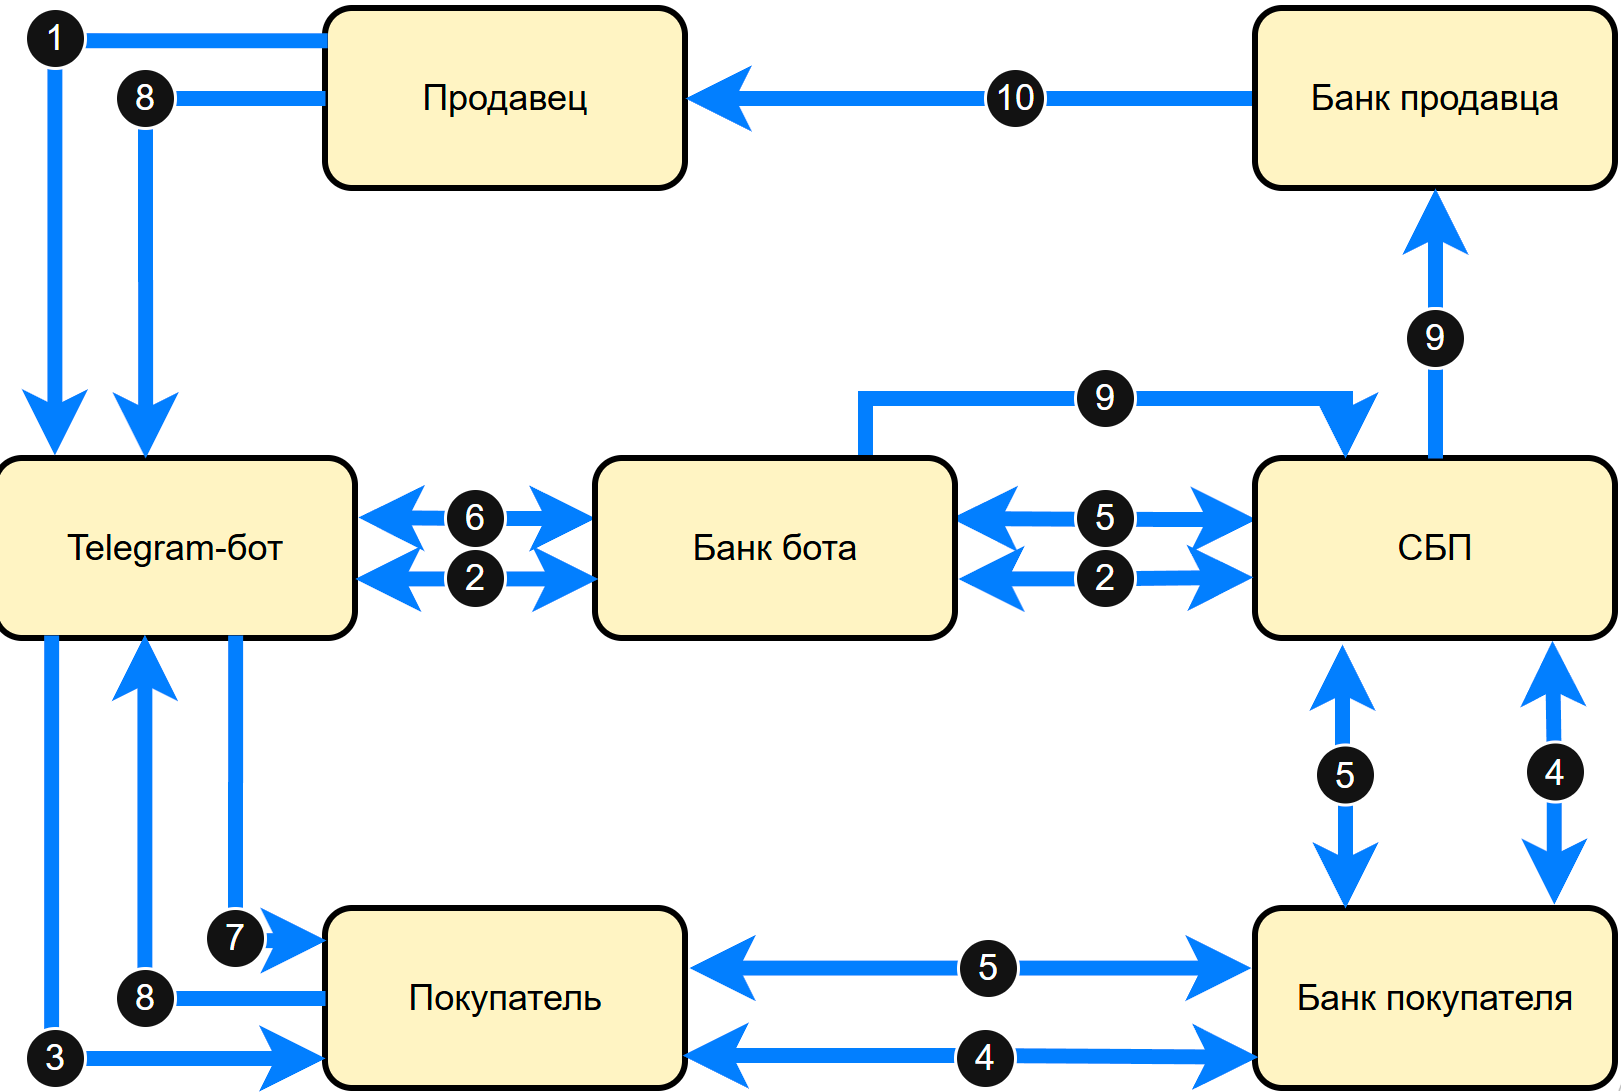 1
8
Продавец
10
Банк продавца
9
9
Telegram-бот
6
2
Банк бота
5
2
СБП
5
4
7
8
3
Покупатель
5
4
Банк покупателя